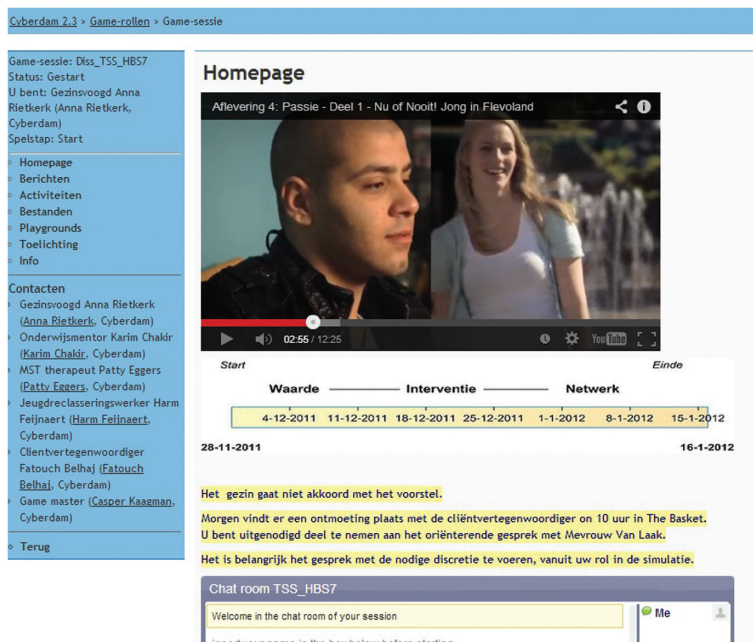 Cyberdam 2.3 > Game-rollen > Game-sessie
Game-sessie: Diss_TSS_HBS7
Status: Gestart
U bent: Gezinsvoogd Anna
Rietkerk (Anna Rietkerk,
Cyberdam)
Spelstap: Start
Homepage
Berichten
Activiteiten
Bestanden
Playgrounds
Toelichting
Info
Contacten
Gezinsvoogd Anna Rietkerk
(Anna Rietkerk, Cyberdam)
Onderwijsmentor Karim Chakir
(Karim Chakir, Cyberdam)
MST therapeut Patty Eggers
(Patty Eggers, Cyberdam)
Jeugdreclasseringswerker Harm
Feijnaert (Harm Feijnaert,
Cyberdam)
Clientvertegenwoordiger
Fatouch Belhaj (Fatouch
Belhaj, Cyberdam)
Game master (Casper Kaagman,
Cyberdam)
Terug
Homepage
Aflevering 4: Passie - Deel 1 - Nu of Nooit! Jong in Flevoland
02:55 / 12:25
YouTube
Start Einde
Waarde Interventie Netwerk
4-12-2011 11-12-2011 18-12-2011 25-12-2011 1-1-2012 8-1-2012 15-1-2012
28-11-2011 16-1-2012
Het gezin gaat niet akkoord met het voorstel.
Morgen vindt er een ontmoeting plaats met de cliëntvertegenwoordiger on 10 uur in The Basket.
U bent uitgenodigd deel te nemen aan het oriënterende gesprek met Mevrouw Van Laak.
Het is belangrijk het gesprek met de nodige discretie te voeren, vanuit uw rol in de simulatie.
Chat room TSS_HBS7
Welcome in the chat room of your session
Me
your name in the box below before starting